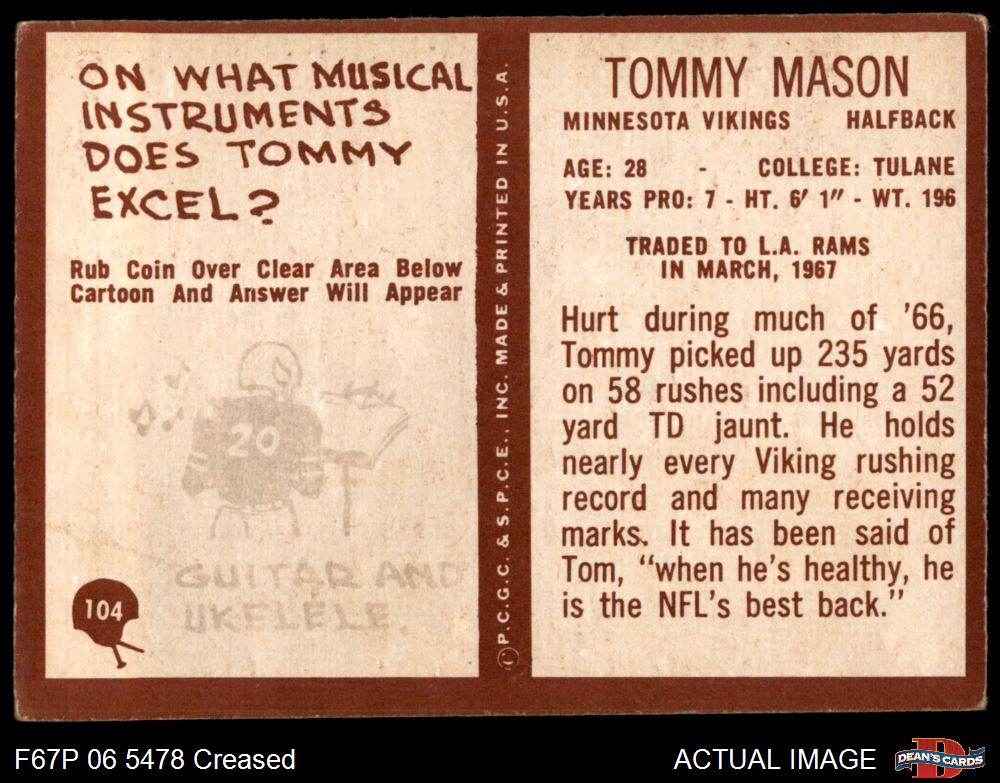 ON WHAT MUSICAL
INSTRUMENTS
DOES TOMMY
EXCEL?
Rub Coin Over Clear Area Below
Cartoon And Answer Will Appear
20
GUITAR AND
UKELELE.
104
©P.C.G.C. & S.P.C.E., INC. MADE & PRINTED IN U.S.A.
TOMMY MASON
MINNESOTA VIKINGS HALFBACK
AGE: 28 - COLLEGE: TULANE
YEARS PRO: 7 - HT. 6' 1" - WT. 196
TRADED TO L.A. RAMS
IN MARCH, 1967
Hurt during much of '66,
Tommy picked up 235 yards
on 58 rushes including a 52
yard TD jaunt. He holds
nearly every Viking rushing
record and many receiving
marks. It has been said of
Tom, "when he's healthy, he
is the NFL's best back."
F67P 06 5478 Creased
ACTUAL IMAGE
D
DEAN'S CARDS